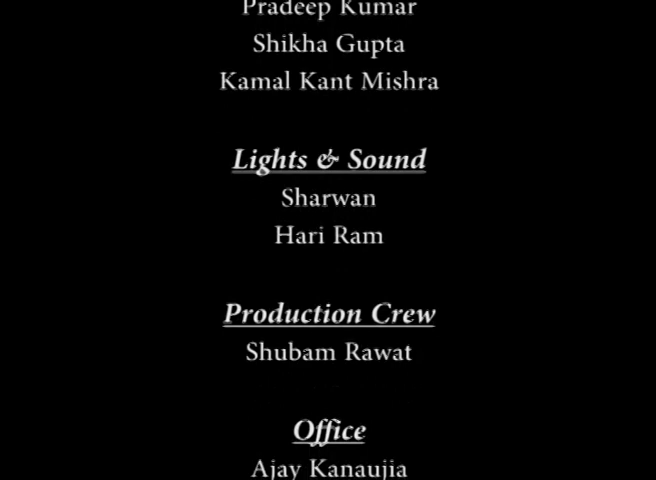 Pradeep Kumar
Shikha Gupta
Kamal Kant Mishra
Lights & Sound
Sharwan
Hari Ram
Production Crew
Shubam Rawat
Office
Ajay Kanaujia